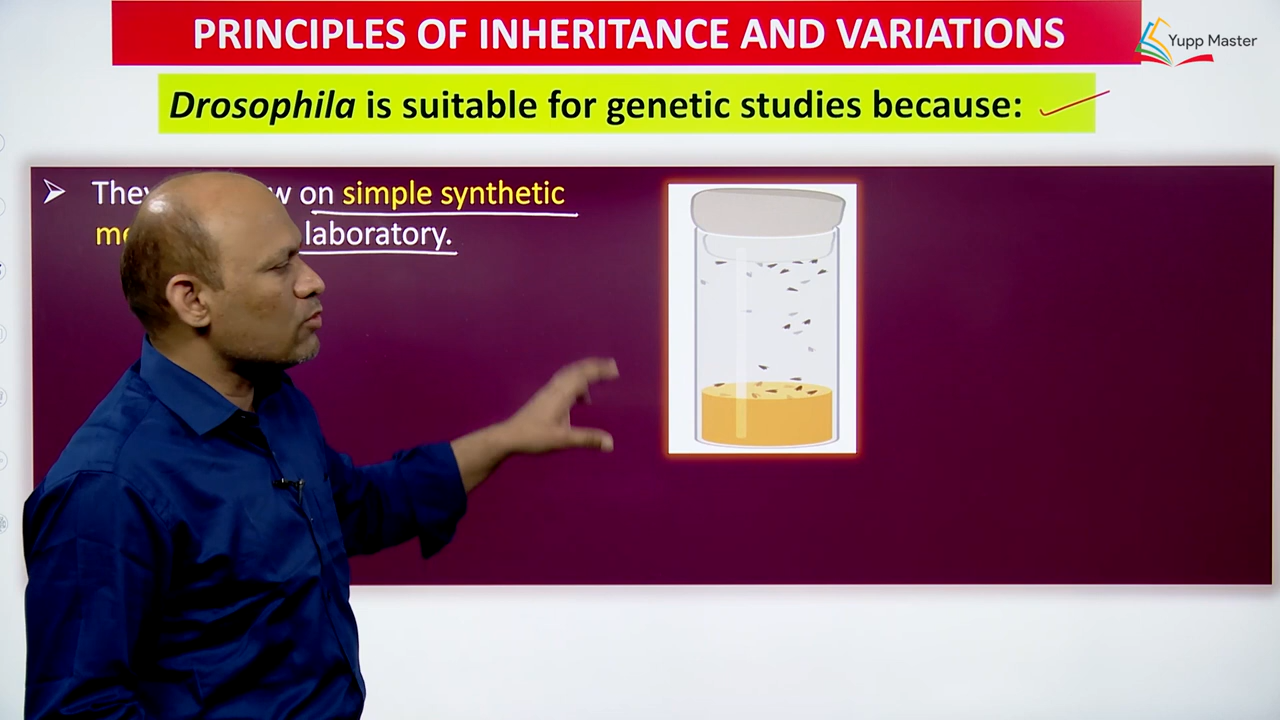 PRINCIPLES OF INHERITANCE AND VARIATIONS
Yupp Master
Drosophila is suitable for genetic studies because:
They on simple synthetic
laboratory.